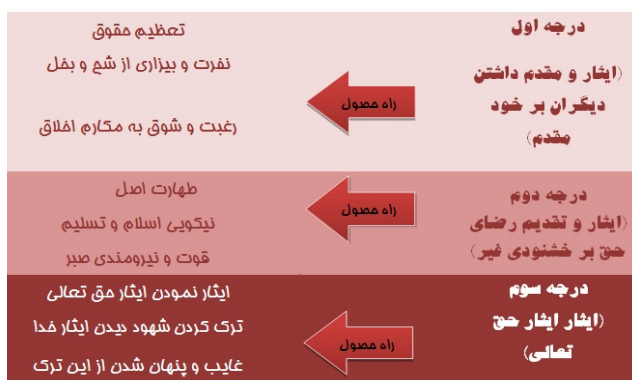 درجه اول
(ایثار و مقدم داشتن
دیگران بر خود
مقدم)
راه حصول
تعظیم حقوق
نفرت و بیزاری از شح و بخل
رغبت و شوق به مکارم اخلاق
درجه دوم
(ایثار و تقدیم رضای
حق بر خشنودی غیر)
راه حصول
طهارت اصل
نیکویی اسلام و تسلیم
قوت و نیرومندی صبر
درجه سوم
(ایثار ایثار حق
تعالی)
راه حصول
ایثار نمودن ایثار حق تعالی
ترک کردن شهود دیدن ایثار خدا
غایب و پنهان شدن از این ترک